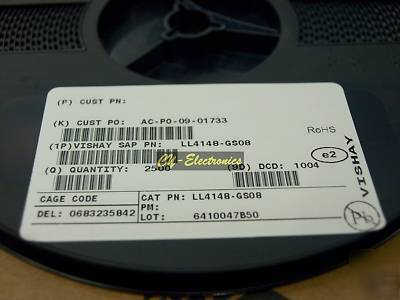 (P) CUST PN:
(K) CUST PO: AC-PO-09-01733
RoHS
(1P)VISHAY SAP PN: LL4148-GS08
CY-Electronics
e2
(Q) QUANTITY: 2500
(9D) DCD: 1004
VISHAY
CAGE CODE
CAT PN: LL4148-GS08
PM:
DEL: 0683235842
LOT: 6410047B50
Pb